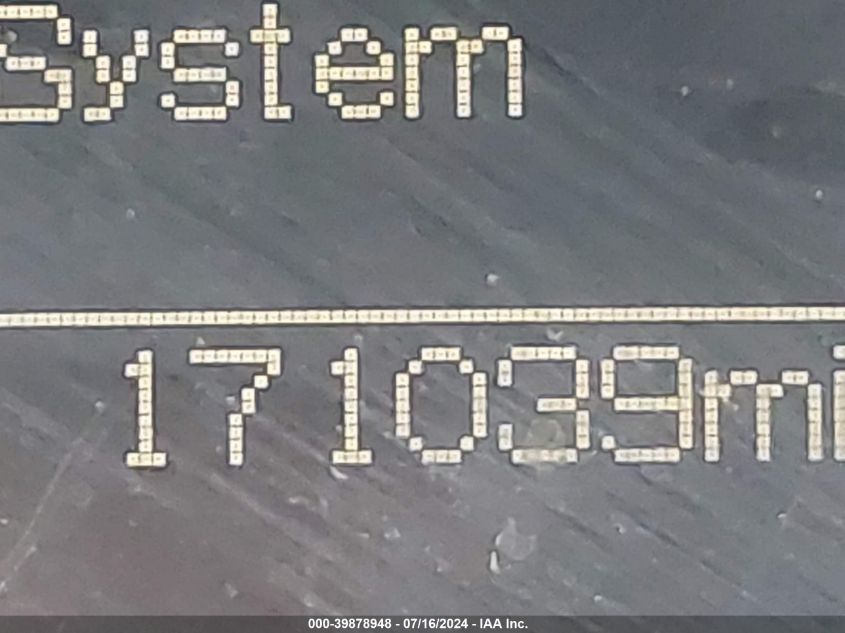 System
171039mi
000-39878948 - 07/16/2024 - IAA Inc.